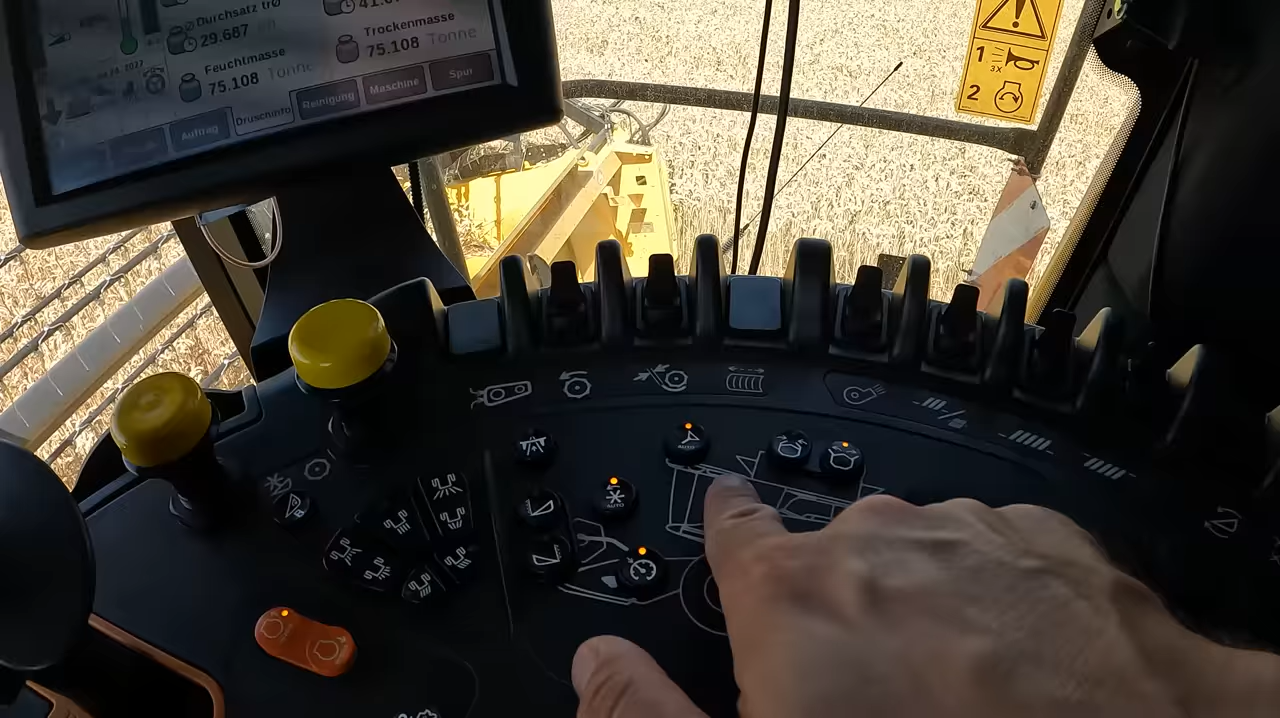 Durchsatz trø
29.687
Trockenmasse
75.108 Tonne
Feuchtmasse
75.108 Tonne
Auftrag
Druschinfo
Reinigung
Maschine
Spur
1
3X
2
AUTO
AUTO
B